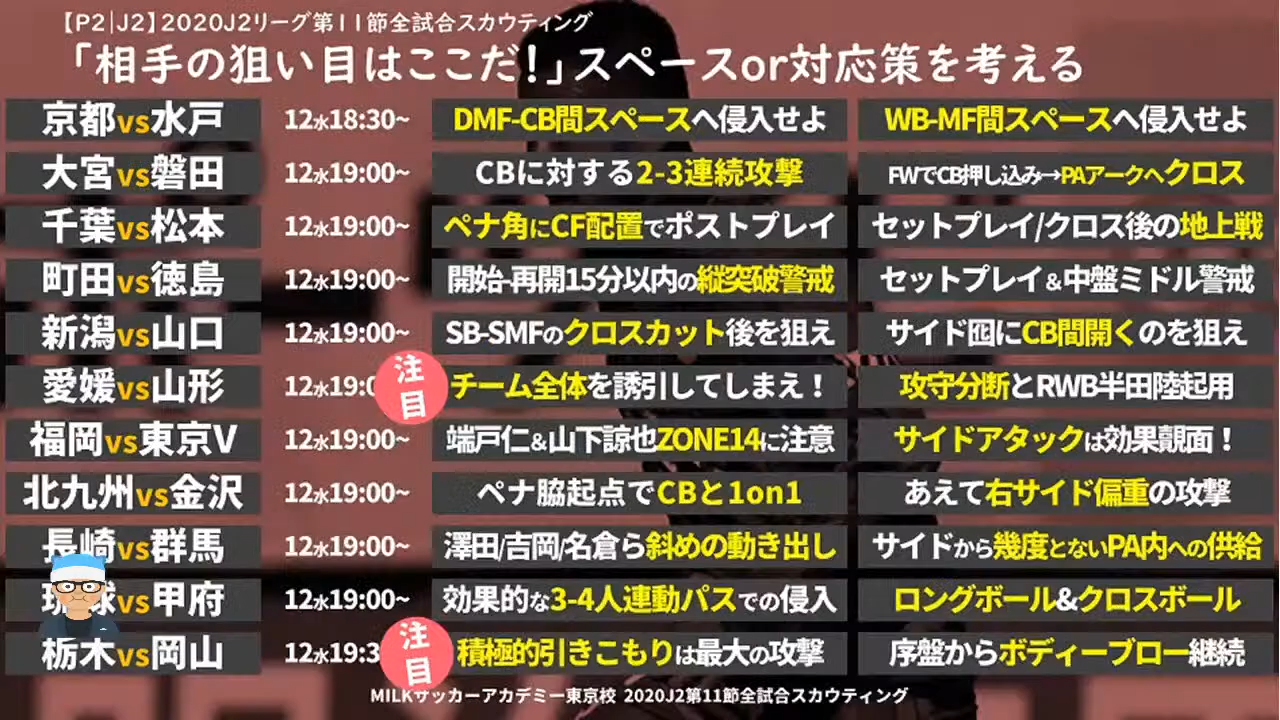 【P2|J2】2020J2リーグ第11節全試合スカウティング
「相手の狙い目はここだ!」スペースor対応策を考える
京都vs水戸 12水18:30~ DMF-CB間スペースへ侵入せよ WB-MF間スペースへ侵入せよ
大宮vs磐田 12水19:00~ CBに対する2-3連続攻撃 FWでCB押し込み→PAアークへクロス
千葉vs松本 12水19:00~ ペナ角にCF配置でポストプレイ セットプレイ/クロス後の地上戦
町田vs徳島 12水19:00~ 開始-再開15分以内の縦突破警戒 セットプレイ&中盤ミドル警戒
新潟vs山口 12水19:00~ SB-SMFのクロスカット後を狙え サイド囮にCB間開くのを狙え
愛媛vs山形 12水19:0 注目 チーム全体を誘引してしまえ! 攻守分断とRWB半田陸起用
福岡vs東京V 12水19:00~ 端戸仁&山下諒也ZONE14に注意 サイドアタックは効果覿面!
北九州vs金沢 12水19:00~ ペナ脇起点でCBと1on1 あえて右サイド偏重の攻撃
長崎vs群馬 12水19:00~ 澤田/吉岡/名倉ら斜めの動き出し サイドから幾度とないPA内への供給
琉球vs甲府 12水19:00~ 効果的な3-4人連動パスでの侵入 ロングボール&クロスボール
栃木vs岡山 12水19:3 注目 積極的引きこもりは最大の攻撃 序盤からボディーブロー継続
MILKサッカーアカデミー東京校 2020J2第11節全試合スカウティング